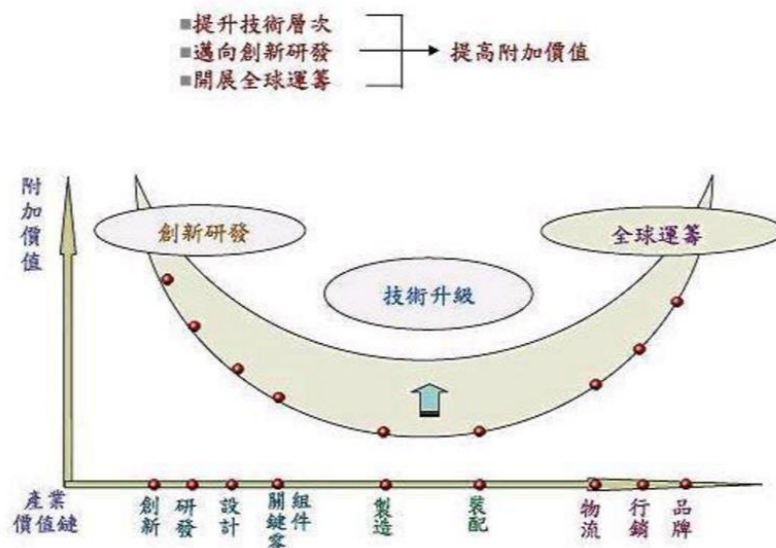 ■提升技術層次
■邁向創新研發
■開展全球運籌
提高附加價值
附加價值
創新研發
全球運籌
技術升級
產業
價值鏈
創新
研發
設計
關鍵零
組件
製造
裝配
物流
行銷
品牌